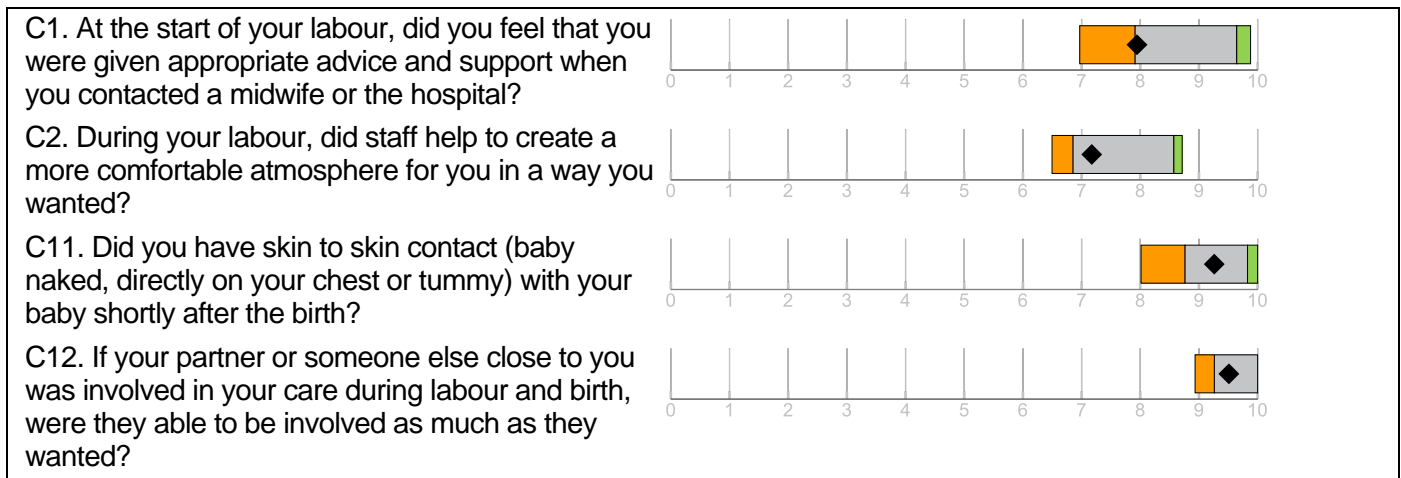 C1. At the start of your labour, did you feel that you
were given appropriate advice and support when
you contacted a midwife or the hospital?
0 1 2 3 4 5 6 7 8 9 10
C2. During your labour, did staff help to create a
more comfortable atmosphere for you in a way you
wanted?
0 1 2 3 4 5 6 7 8 9 10
C11. Did you have skin to skin contact (baby
naked, directly on your chest or tummy) with your
baby shortly after the birth?
0 1 2 3 4 5 6 7 8 9 10
C12. If your partner or someone else close to you
was involved in your care during labour and birth,
were they able to be involved as much as they
wanted?
0 1 2 3 4 5 6 7 8 9 10